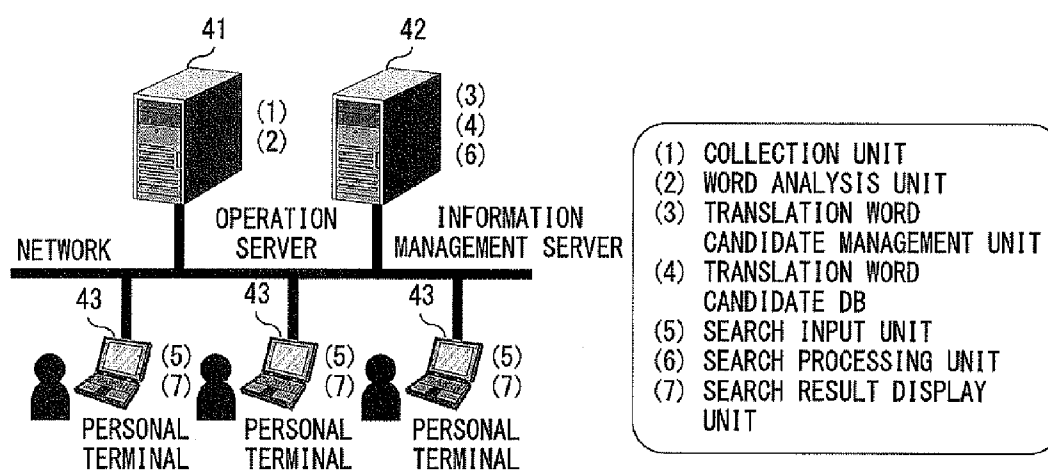 41
42
(1)
(2)
(3)
(4)
(6)
NETWORK
OPERATION
SERVER
INFORMATION
MANAGEMENT SERVER
43
43
43
(5)
(7)
(5)
(7)
(5)
(7)
PERSONAL
TERMINAL
PERSONAL
TERMINAL
PERSONAL
TERMINAL
(1) COLLECTION UNIT
(2) WORD ANALYSIS UNIT
(3) TRANSLATION WORD
CANDIDATE MANAGEMENT UNIT
(4) TRANSLATION WORD
CANDIDATE DB
(5) SEARCH INPUT UNIT
(6) SEARCH PROCESSING UNIT
(7) SEARCH RESULT DISPLAY
UNIT